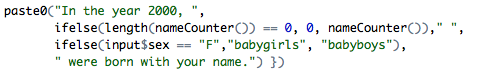 paste0("In the year 2000, ",
ifelse(length(nameCounter()) == 0, 0, nameCounter())," ",
ifelse(input$sex == "F","babygirls", "babyboys"),
" were born with your name.") })